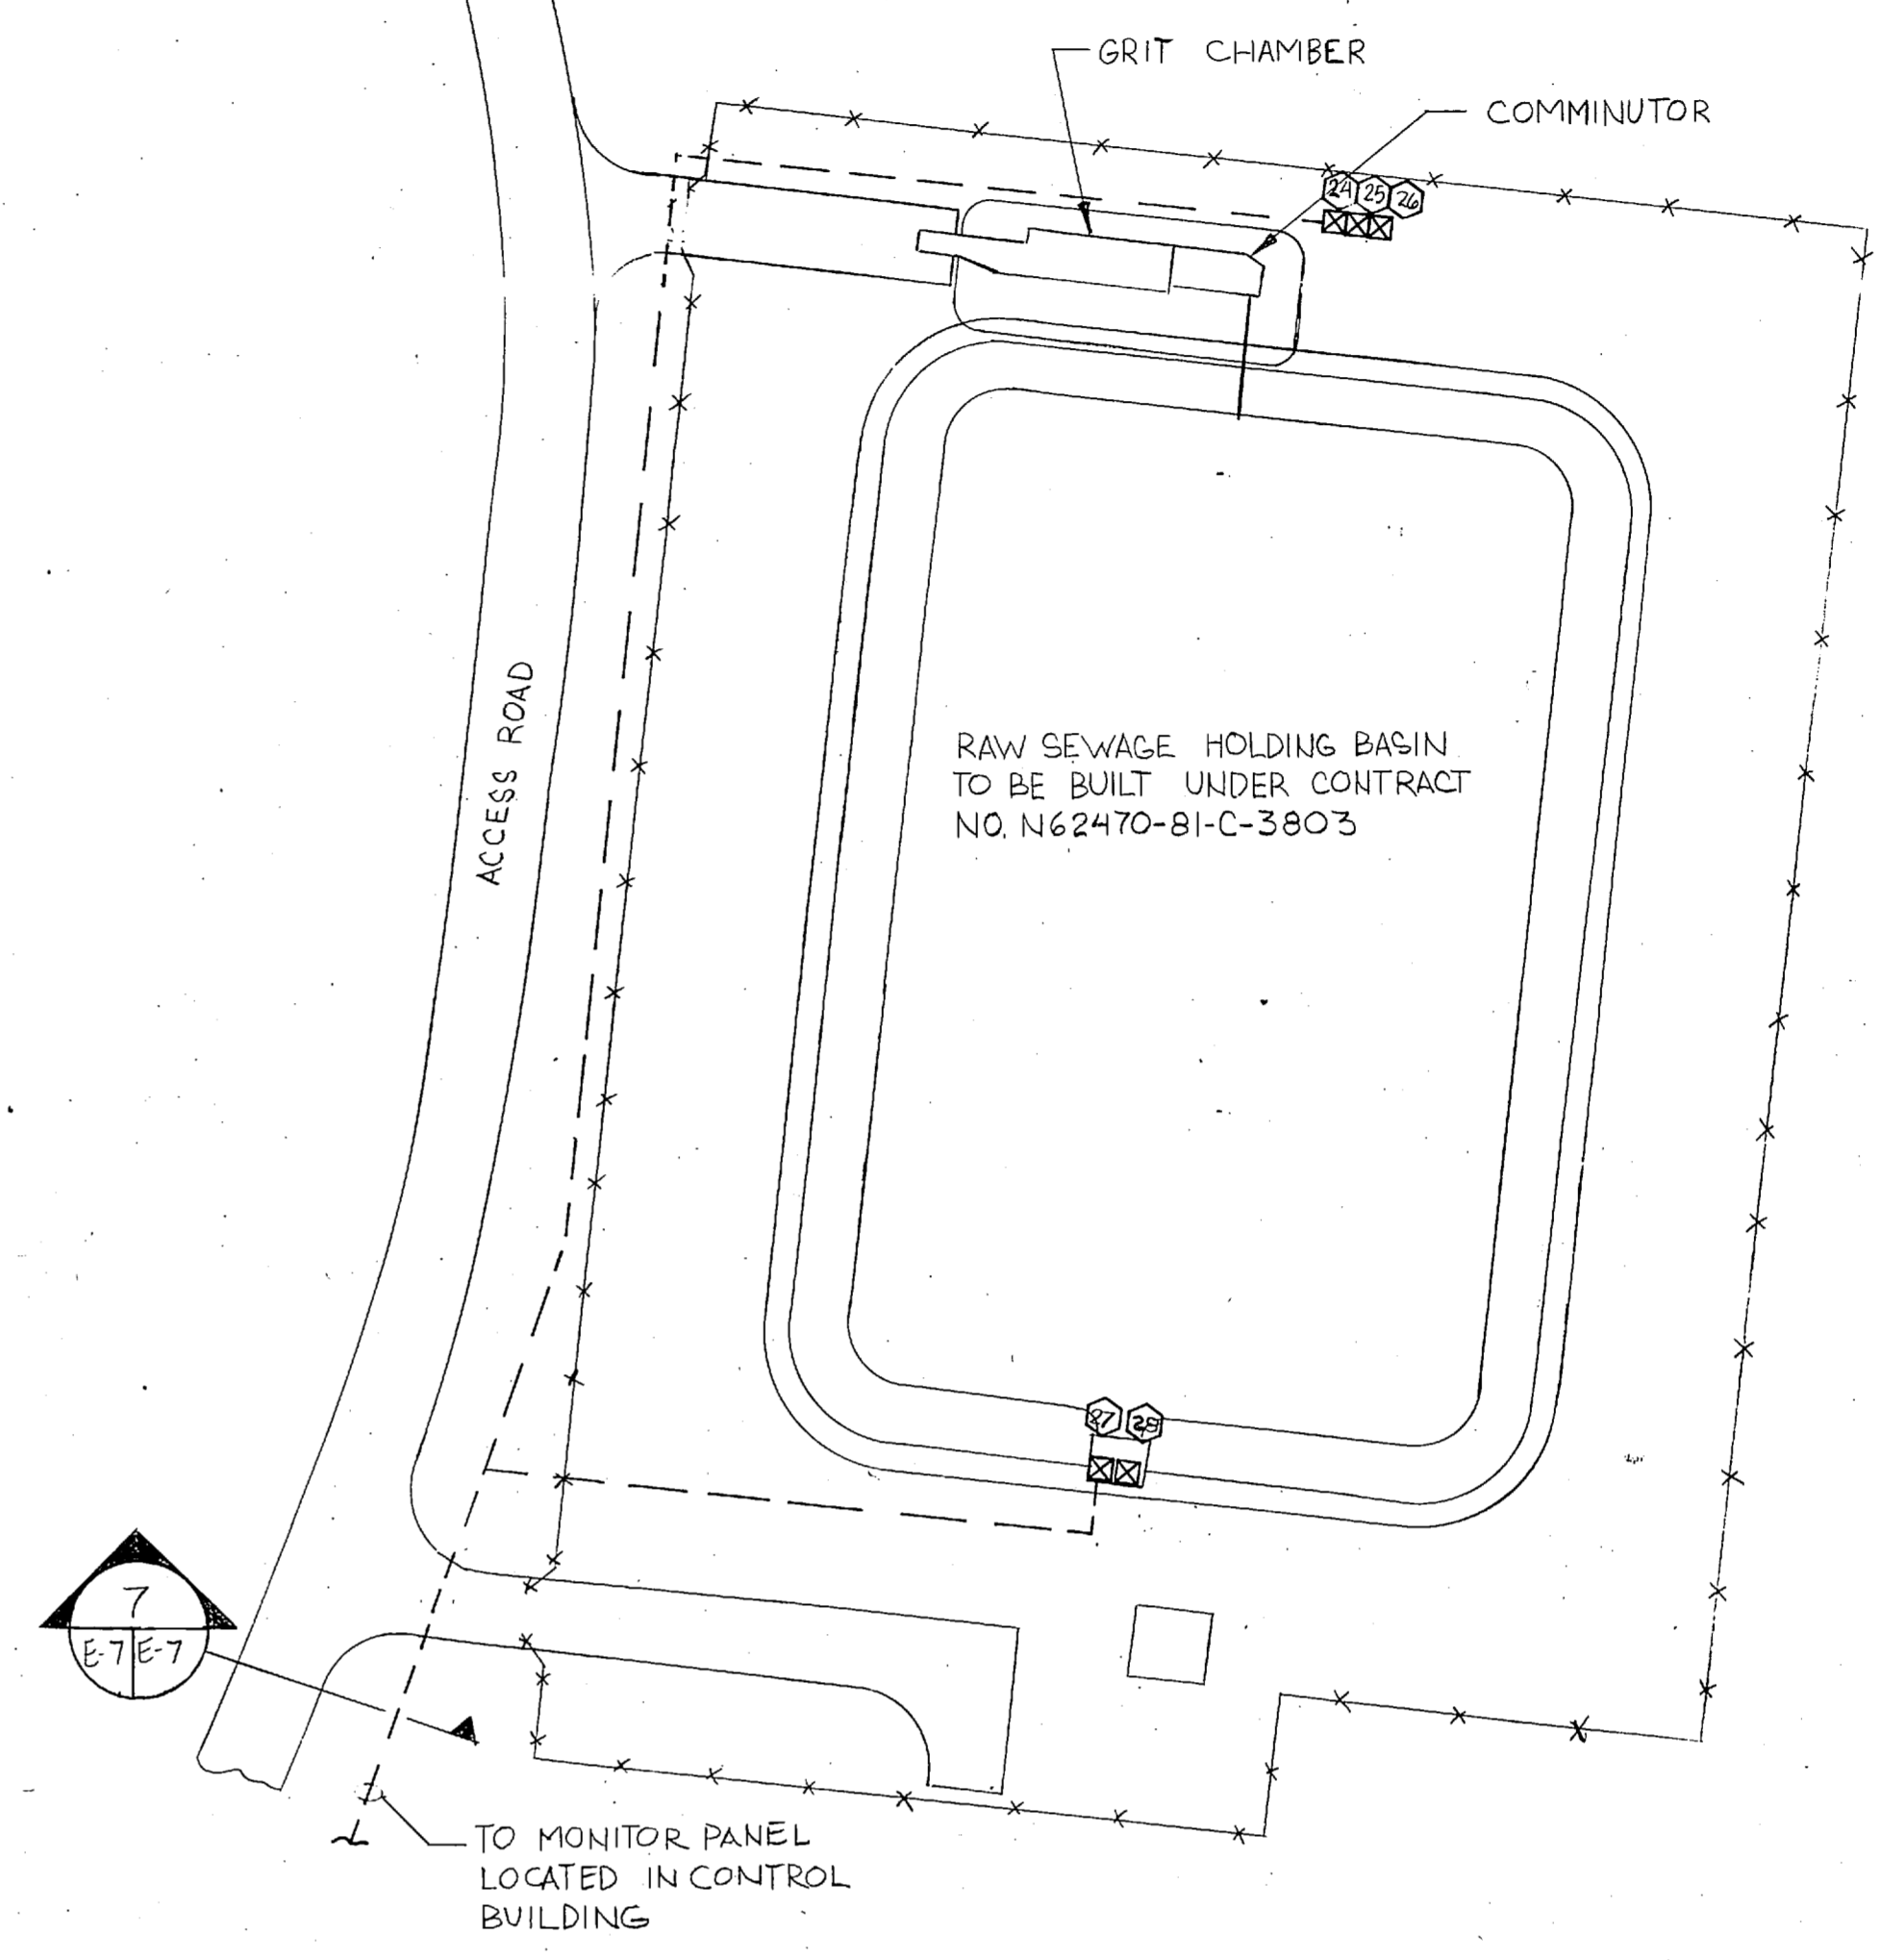 GRIT CHAMBER
COMMINUTOR
24 25 26
ACCESS ROAD
RAW SEWAGE HOLDING BASIN
TO BE BUILT UNDER CONTRACT
NO. N62470-81-C-3803
27 28
7
E-7 E-7
TO MONITOR PANEL
LOCATED IN CONTROL
BUILDING